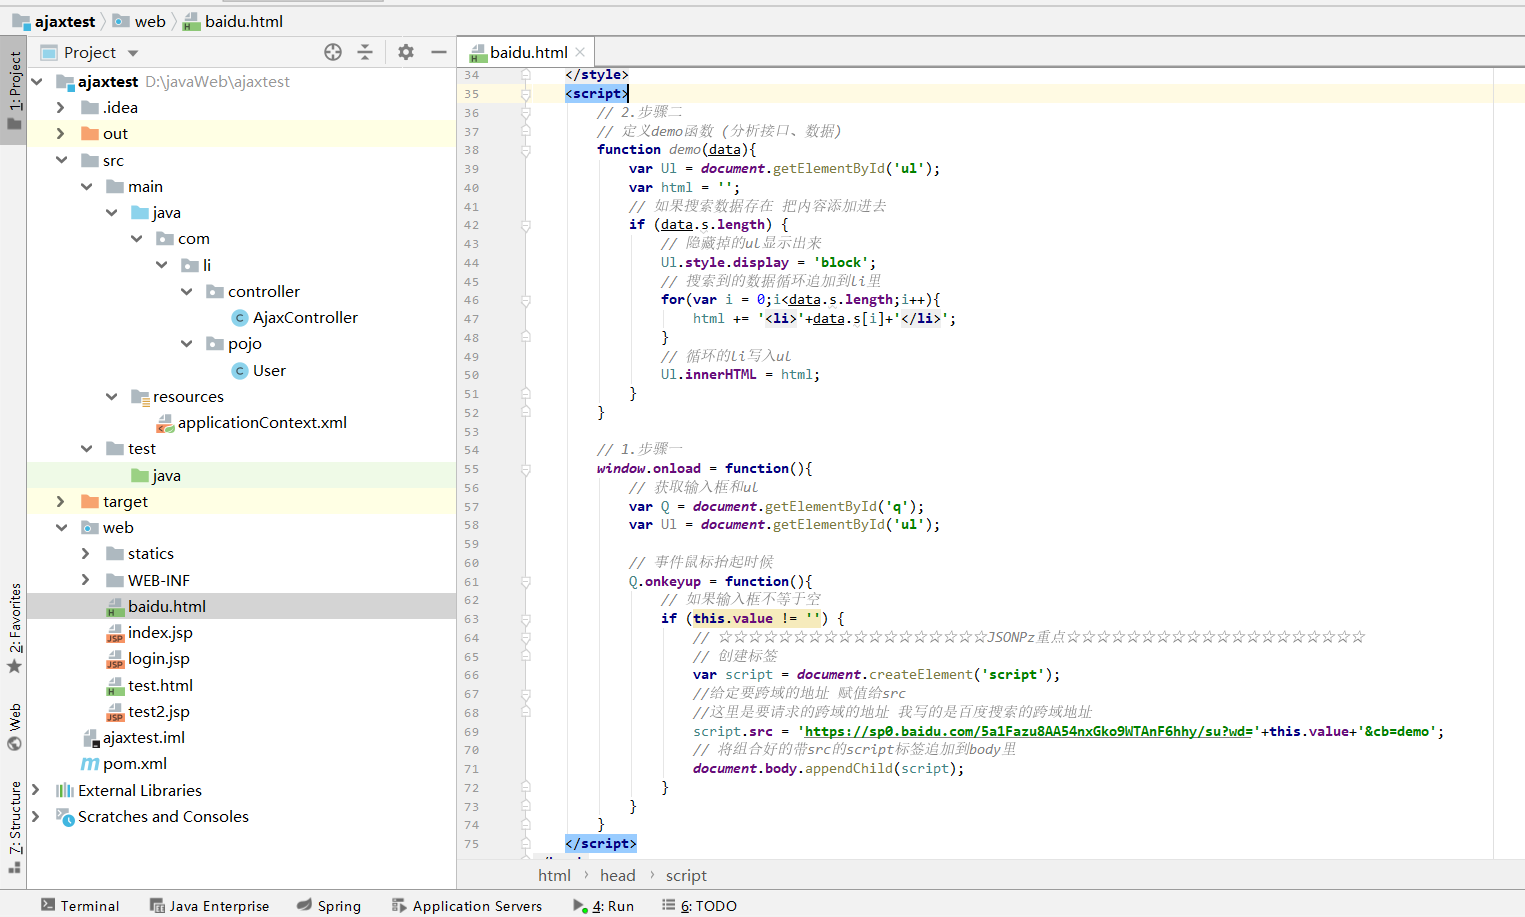 ajaxtest
web
baidu.html
1: Project
2: Favorites
Web
7: Structure
Project
ajaxtest D:\javaWeb\ajaxtest
.idea
out
src
main
java
com
li
controller
AjaxController
pojo
User
resources
applicationContext.xml
test
java
target
web
statics
WEB-INF
baidu.html
index.jsp
login.jsp
test.html
test2.jsp
ajaxtest.iml
pom.xml
External Libraries
Scratches and Consoles
baidu.html
34 </style>
35 <script>
36 // 2.步骤二
37 // 定义demo函数 (分析接口、数据)
38 function demo(data){
39 var Ul = document.getElementById('ul');
40 var html = '';
41 // 如果搜索数据存在 把内容添加进去
42 if (data.s.length) {
43 // 隐藏掉的ul显示出来
44 Ul.style.display = 'block';
45 // 搜索到的数据循环追加到li里
46 for(var i = 0;i<data.s.length;i++){
47 html += '<li>'+data.s[i]+'</li>';
48 }
49 // 循环的li写入ul
50 Ul.innerHTML = html;
51 }
52 }
53
54 // 1.步骤一
55 window.onload = function(){
56 // 获取输入框和ul
57 var Q = document.getElementById('q');
58 var Ul = document.getElementById('ul');
59
60 // 事件鼠标抬起时候
61 Q.onkeyup = function(){
62 // 如果输入框不等于空
63 if (this.value != '') {
64 // ☆☆☆☆☆☆☆☆☆☆☆☆☆☆☆☆☆☆JSONPz重点☆☆☆☆☆☆☆☆☆☆☆☆☆☆☆☆☆☆☆☆
65 // 创建标签
66 var script = document.createElement('script');
67 //给定要跨域的地址 赋值给src
68 //这里是要请求的跨域的地址 我写的是百度搜索的跨域地址
69 script.src = 'https://sp0.baidu.com/5a1Fazu8AA54nxGko9WTAnF6hhy/su?wd='+this.value+'&cb=demo';
70 // 将组合好的带src的script标签追加到body里
71 document.body.appendChild(script);
72 }
73 }
74 }
75 </script>
html › head › script
Terminal
Java Enterprise
Spring
Application Servers
4: Run
6: TODO